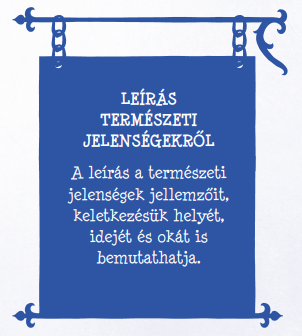 LEÍRÁS
TERMÉSZETI
JELENSÉGEKRŐL
A leírás a természeti
jelenségek jellemzőit,
keletkezésük helyét,
idejét és okát is
bemutathatja.